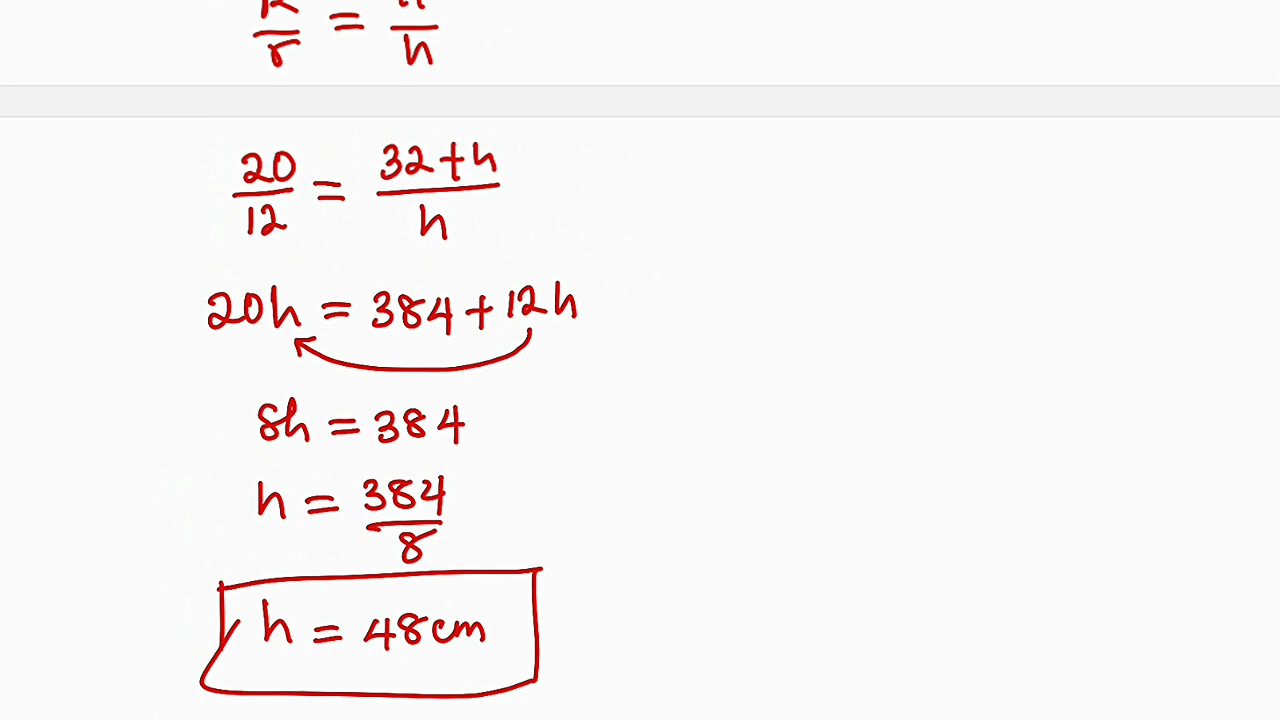 R/r = H/h
20/12 = 32+h/h
20h = 384+12h
8h = 384
h = 384/8
h = 48cm